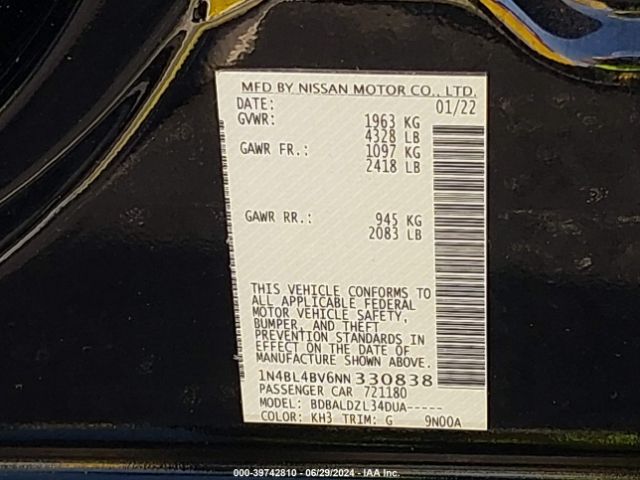 MFD BY NISSAN MOTOR CO., LTD.
DATE: 01/22
GVWR: 1963 KG
4328 LB
GAWR FR.: 1097 KG
2418 LB
GAWR RR.: 945 KG
2083 LB
THIS VEHICLE CONFORMS TO
ALL APPLICABLE FEDERAL
MOTOR VEHICLE SAFETY,
BUMPER, AND THEFT
PREVENTION STANDARDS IN
EFFECT ON THE DATE OF
MANUFACTURE SHOWN ABOVE.
1N4BL4BV6NN330838
PASSENGER CAR 721180
MODEL: BDBALDZL34DUA-----
COLOR: KH3 TRIM: G 9N00A
000-39742810 - 06/29/2024 - IAA Inc.